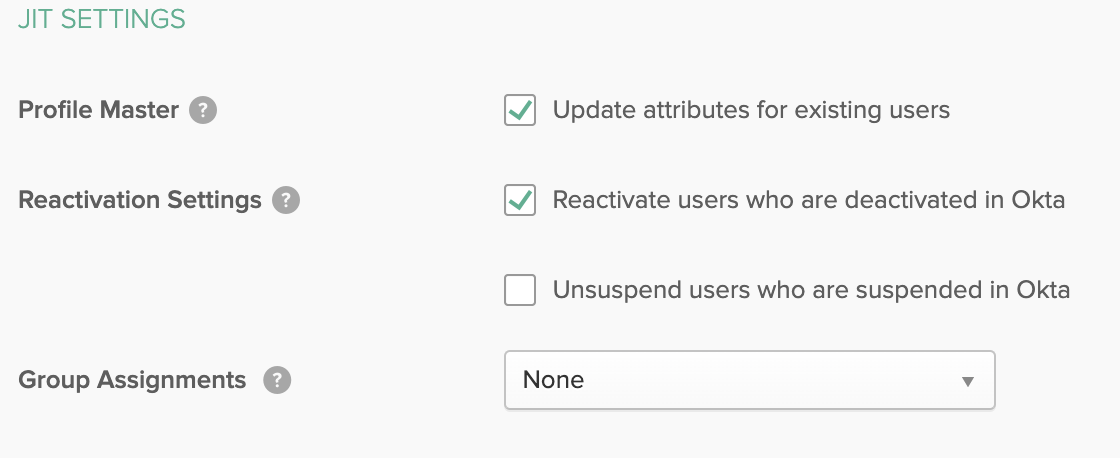 JIT SETTINGS
Profile Master ? Update attributes for existing users
Reactivation Settings ? Reactivate users who are deactivated in Okta
Unsuspend users who are suspended in Okta
Group Assignments ? None